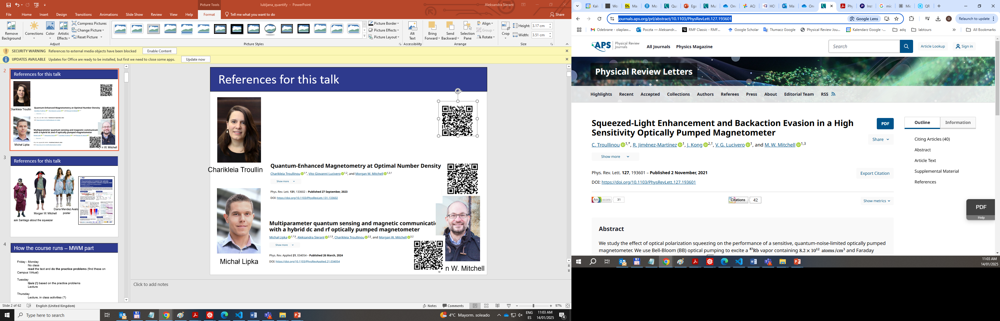 Picture Tools
lubljana_quantify - PowerPoint
Aleksandra Sierant
File Home Insert Design Transitions Animations Slide Show Review View Help Format Tell me what you want to do Share
Remove Background
Corrections
Color
Artistic Effects
Compress Pictures
Change Picture
Reset Picture
Adjust
Picture Styles
Picture Border
Picture Effects
Picture Layout
Alt Text
Accessibility
Bring Forward
Send Backward
Selection Pane
Align
Group
Rotate
Arrange
Crop
Height: 3.17 cm
Width: 3.51 cm
Size
SECURITY WARNING References to external media objects have been blocked Enable Content
UPDATES AVAILABLE Updates for Office are ready to be installed, but first we need to close some apps. Update now
2
References for this talk
Quantum-Enhanced Magnetometry at Optimal Number Density
Charikleia Troullin
Multiparameter quantum sensing and magnetic communicati
with a hybrid dc and rf optically pumped magnetometer
Michał Lipka
n W. Mitchell
3
References for this talk
Morgan W. Mitchell
Diana Mendez Avalo
poster
ask Santiago about the squeezer
4
How the course runs – MWM part
Friday - Monday
No class
read the text and do the practice problems (find these on
Campus Virtual)
Tuesday
Quiz (!) based on the practice problems
Lecture
Thursday
Lecture, in class activities (?)
References for this talk
Charikleia Troullin
Quantum-Enhanced Magnetometry at Optimal Number Density
Charikleia Troullinou 1,*, Vito Giovanni Lucivero 1,2, and Morgan W. Mitchell 1,3,†
Show more
Phys. Rev. Lett. 131, 133602 – Published 27 September, 2023
DOI: https://doi.org/10.1103/PhysRevLett.131.133602
Multiparameter quantum sensing and magnetic communicati
with a hybrid dc and rf optically pumped magnetometer
Michał Lipka 1,*,§, Aleksandra Sierant 2,†,§, Charikleia Troullinou 2,‡, and Morgan W. Mitchell 3,2
Show more
Phys. Rev. Applied 21, 034054 – Published 26 March, 2024
DOI: https://doi.org/10.1103/PhysRevApplied.21.034054
Michał Lipka
n W. Mitchell
Click to add notes
Slide 2 of 62 English (United Kingdom) Notes Comments 97%
Type here to search
4°C Mayorm. soleado
ENG
ES
11:03 AM
14/01/2025
4
Kal Wo Ma Mo Qu Ega Mul On AQ HO Ma On Phy Inst mic Mic QR
journals.aps.org/prl/abstract/10.1103/PhysRevLett.127.193601
Google Lens
Relaunch to update
Odebrane - olaplaw... Poczta — Aleksandr... RMF Classic - RMF... Google Scholar Tłumacz Google Physical Review Jou... Kalendarz Google -... adq labtours All Bookmarks
APS Physical Review Journals
All Journals Physics Magazine
Search
Article Lookup Sign in
Physical Review Letters
Highlights Recent Accepted Collections Authors Referees Press About Editorial Team RSS
Squeezed-Light Enhancement and Backaction Evasion in a High
Sensitivity Optically Pumped Magnetometer
C. Troullinou 1,*, R. Jiménez-Martínez 1, J. Kong 2,†, V. G. Lucivero 1, and M. W. Mitchell 1,3
Show more
Phys. Rev. Lett. 127, 193601 – Published 2 November, 2021
DOI: https://doi.org/10.1103/PhysRevLett.127.193601
PDF
Share
Export Citation
Am score 31
Citations 42
Show metrics
Outline Information
Citing Articles (40)
Abstract
Article Text
Supplemental Material
References
PDF
Help
Abstract
We study the effect of optical polarization squeezing on the performance of a sensitive, quantum-noise-limited optically pumped
magnetometer. We use Bell-Bloom (BB) optical pumping to excite a ⁸⁷Rb vapor containing 8.2 × 10¹² atoms/cm³ and Faraday
11:03 AM
14/01/2025